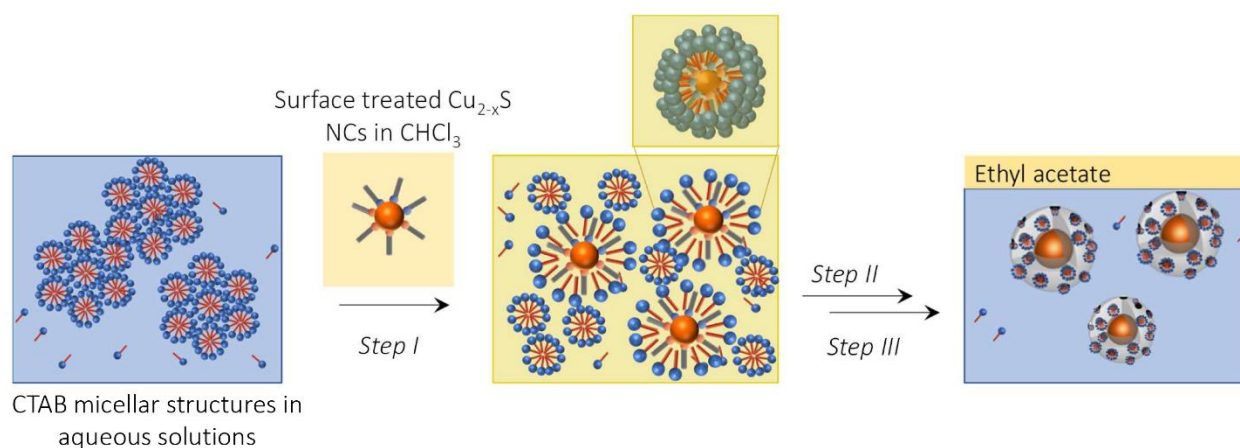 Surface treated Cu₂₋ₓS
NCs in CHCl₃
Step I
CTAB micellar structures in
aqueous solutions
Step II
Step III
Ethyl acetate